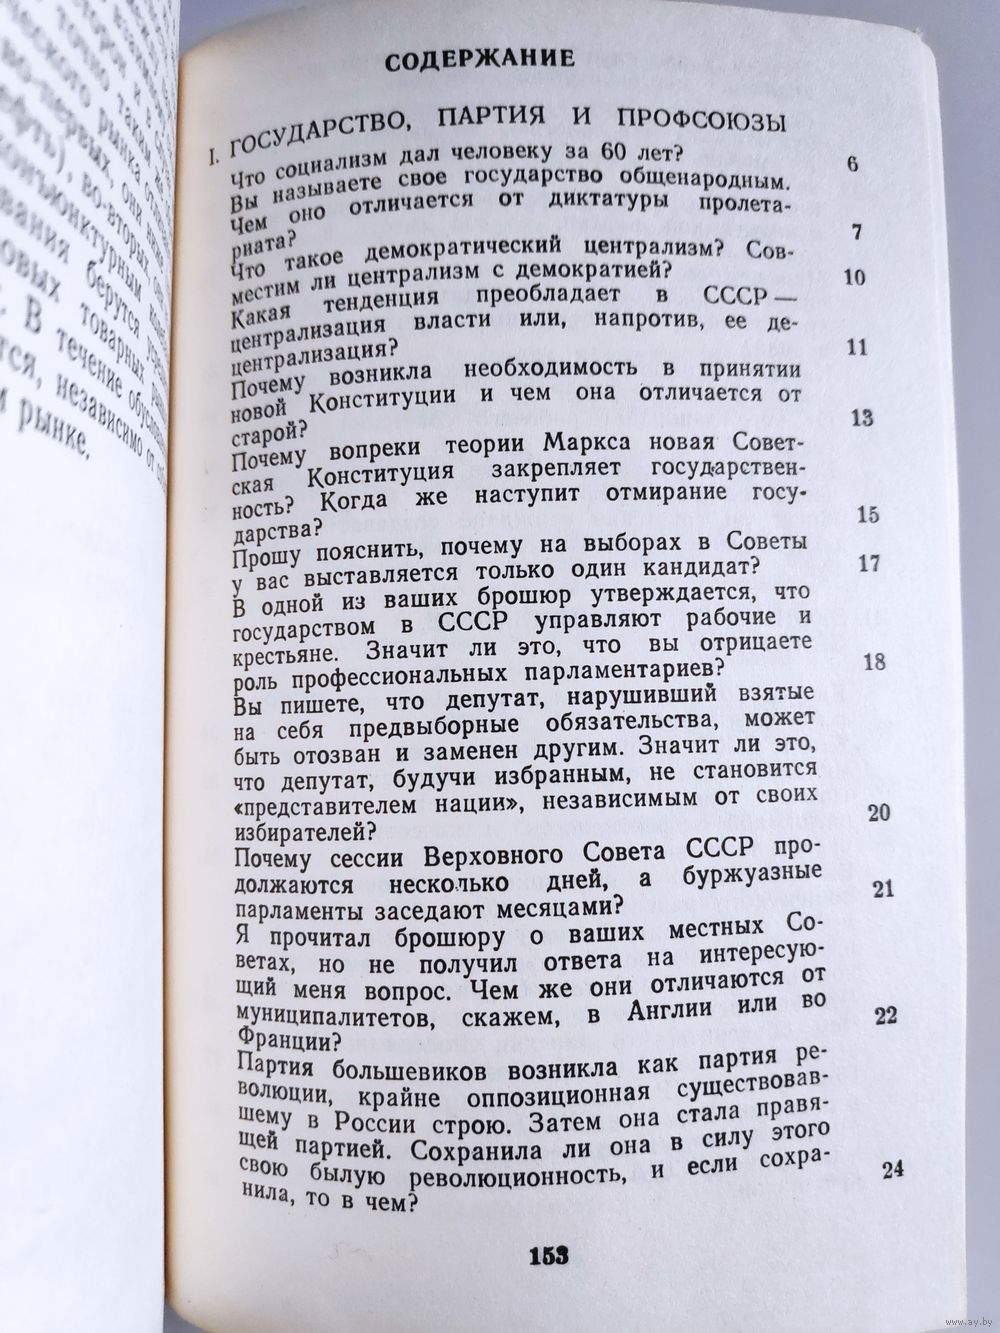 СОДЕРЖАНИЕ
I. ГОСУДАРСТВО, ПАРТИЯ И ПРОФСОЮЗЫ
Что социализм дал человеку за 60 лет? 6
Вы называете свое государство общенародным.
Чем оно отличается от диктатуры пролета-
риата? 7
Что такое демократический централизм? Сов-
местим ли централизм с демократией? 10
Какая тенденция преобладает в СССР —
централизация власти или, напротив, ее де-
централизация? 11
Почему возникла необходимость в принятии
новой Конституции и чем она отличается от
старой? 13
Почему вопреки теории Маркса новая Совет-
ская Конституция закрепляет государствен-
ность? Когда же наступит отмирание госу-
дарства? 15
Прошу пояснить, почему на выборах в Советы
у вас выставляется только один кандидат? 17
В одной из ваших брошюр утверждается, что
государством в СССР управляют рабочие и
крестьяне. Значит ли это, что вы отрицаете
роль профессиональных парламентариев? 18
Вы пишете, что депутат, нарушивший взятые
на себя предвыборные обязательства, может
быть отозван и заменен другим. Значит ли это,
что депутат, будучи избранным, не становится
«представителем нации», независимым от своих
избирателей? 20
Почему сессии Верховного Совета СССР про-
должаются несколько дней, а буржуазные
парламенты заседают месяцами? 21
Я прочитал брошюру о ваших местных Со-
ветах, но не получил ответа на интересую-
щий меня вопрос. Чем же они отличаются от
муниципалитетов, скажем, в Англии или во
Франции? 22
Партия большевиков возникла как партия ре-
волюции, крайне оппозиционная существовав-
шему в России строю. Затем она стала правя-
щей партией. Сохранила ли она в силу этого
свою былую революционность, и если сохра-
нила, то в чем? 24
153
www.ay.by